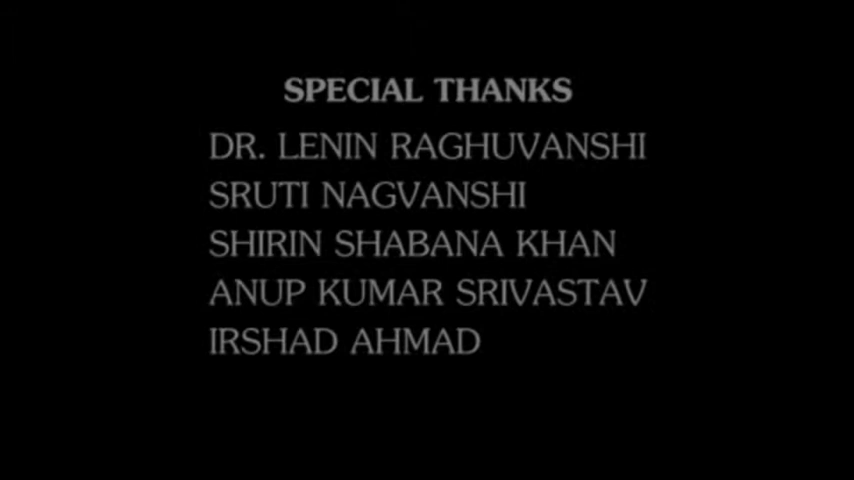 SPECIAL THANKS
DR. LENIN RAGHUVANSHI
SRUTI NAGVANSHI
SHIRIN SHABANA KHAN
ANUP KUMAR SRIVASTAV
IRSHAD AHMAD